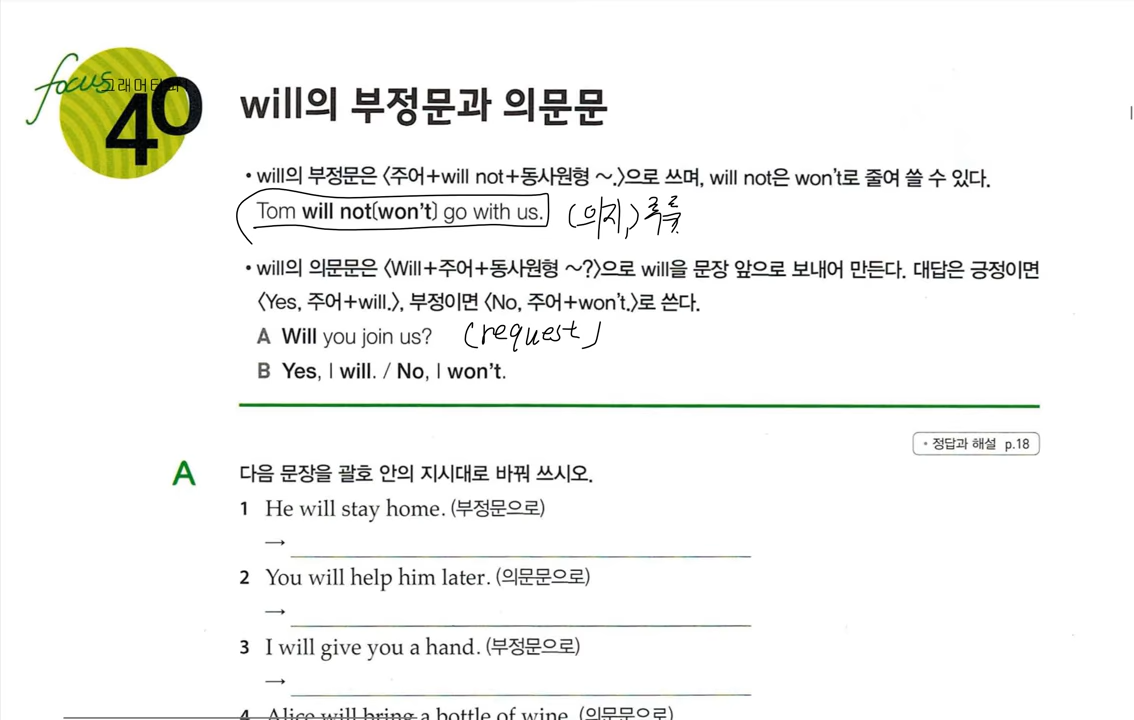 focus
그래머타파
40
will의 부정문과 의문문
• will의 부정문은 〈주어+will not+동사원형 ~.〉으로 쓰며, will not은 won't로 줄여 쓸 수 있다.
Tom will not(won't) go with us. (의지,)
• will의 의문문은 〈Will+주어+동사원형 ~?〉으로 will을 문장 앞으로 보내어 만든다. 대답은 긍정이면
〈Yes, 주어+will.〉, 부정이면 〈No, 주어+won't.〉로 쓴다.
A Will you join us? (request)
B Yes, I will. / No, I won't.
• 정답과 해설 p.18
A 다음 문장을 괄호 안의 지시대로 바꿔 쓰시오.
1 He will stay home. (부정문으로)
→
2 You will help him later. (의문문으로)
→
3 I will give you a hand. (부정문으로)
→
4 Alice will bring a bottle of wine. (의문문으로)